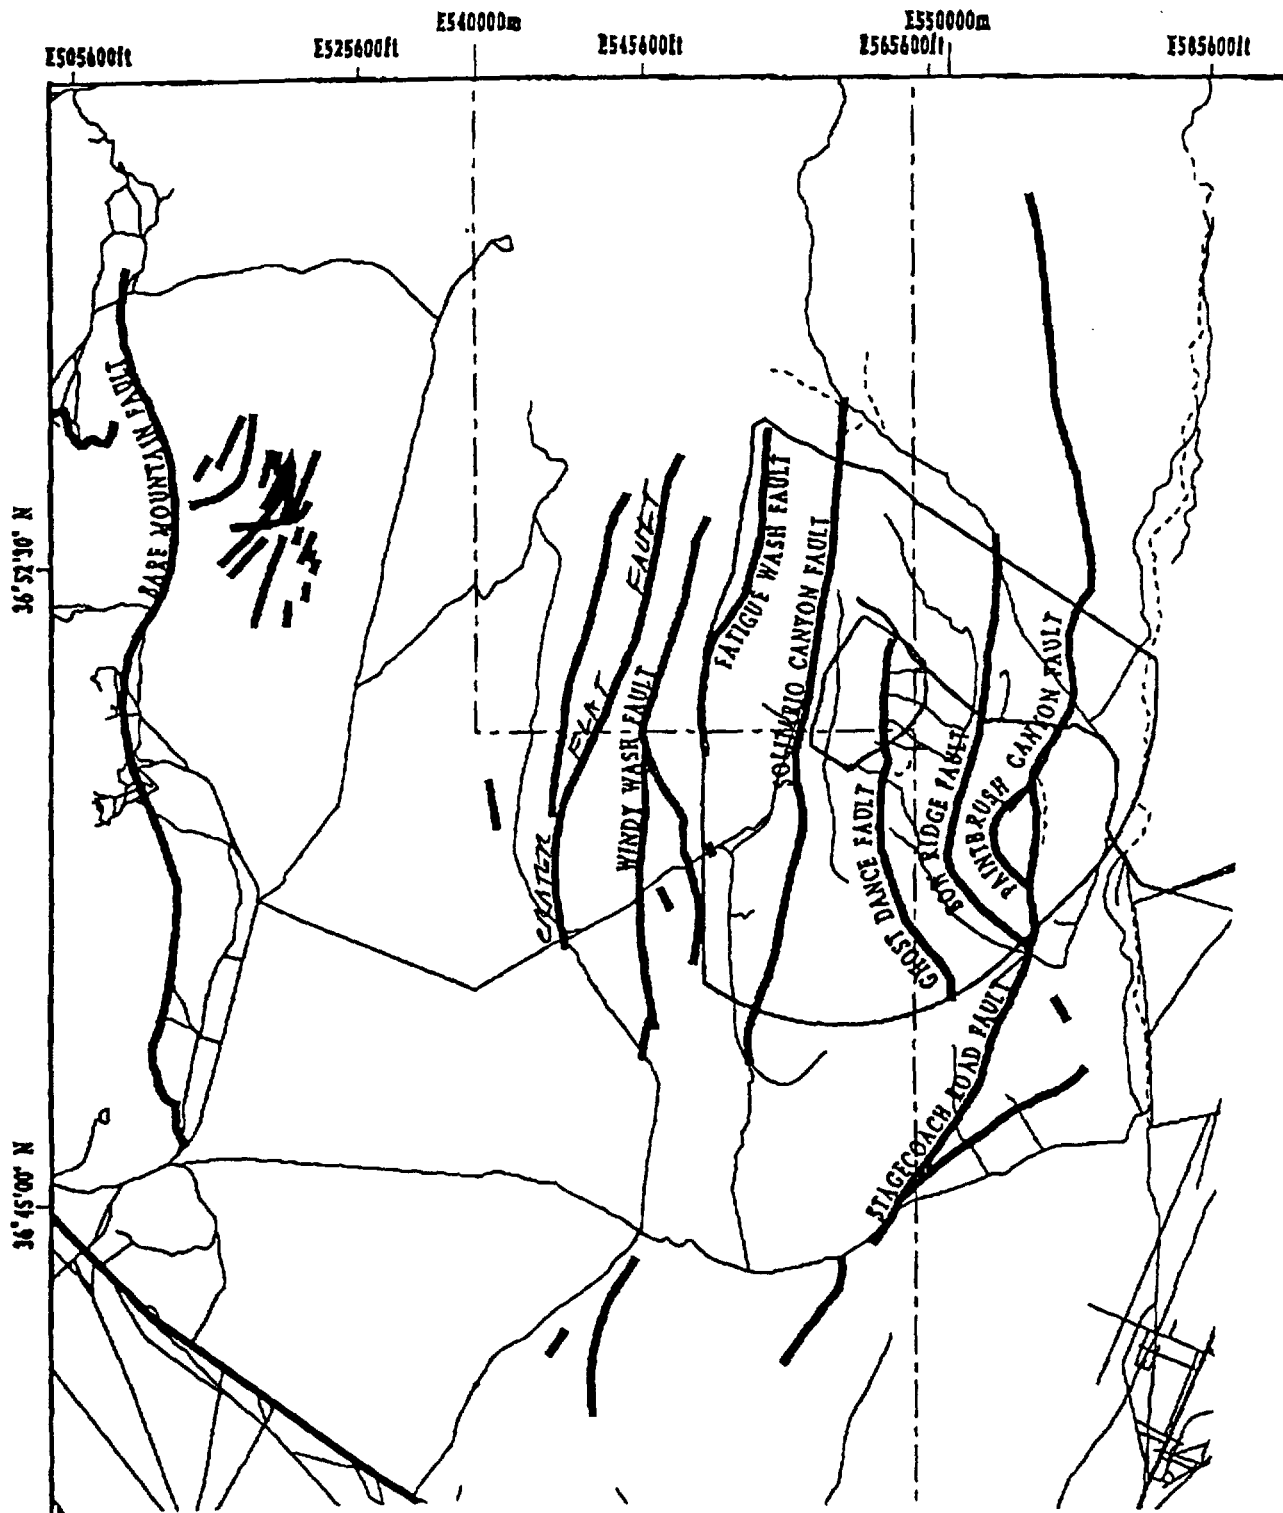 E540000m
E550000m
E505600ft
E525600ft
E545600ft
E565600ft
E585600ft
BARE MOUNTAIN FAULT
36°52'30" N
36°45'00" N
CRATER FLAT FAULT
WINDY WASH FAULT
FATIGUE WASH FAULT
SOLITARIO CANYON FAULT
GHOST DANCE FAULT
BOW RIDGE FAULT
PAINTBRUSH CANYON FAULT
STAGECOACH ROAD FAULT